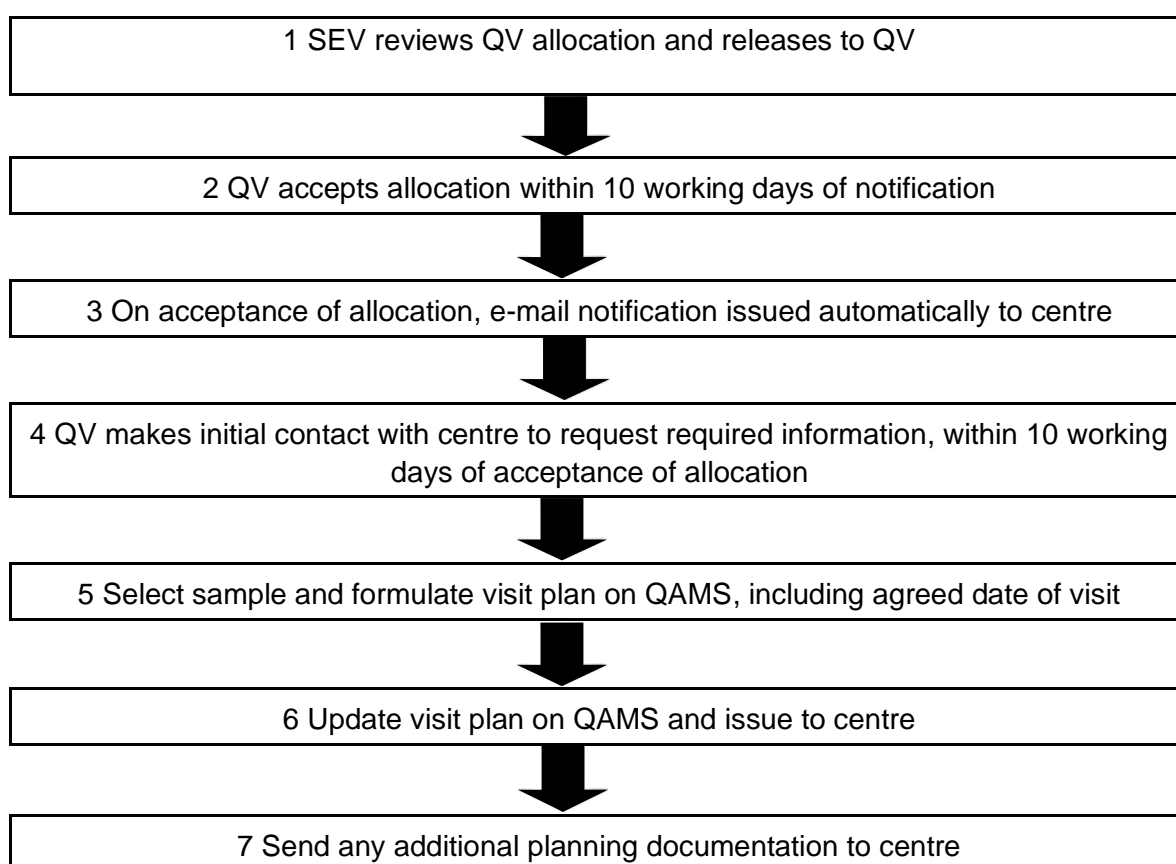 1 SEV reviews QV allocation and releases to QV
2 QV accepts allocation within 10 working days of notification
3 On acceptance of allocation, e-mail notification issued automatically to centre
4 QV makes initial contact with centre to request required information, within 10 working
days of acceptance of allocation
5 Select sample and formulate visit plan on QAMS, including agreed date of visit
6 Update visit plan on QAMS and issue to centre
7 Send any additional planning documentation to centre